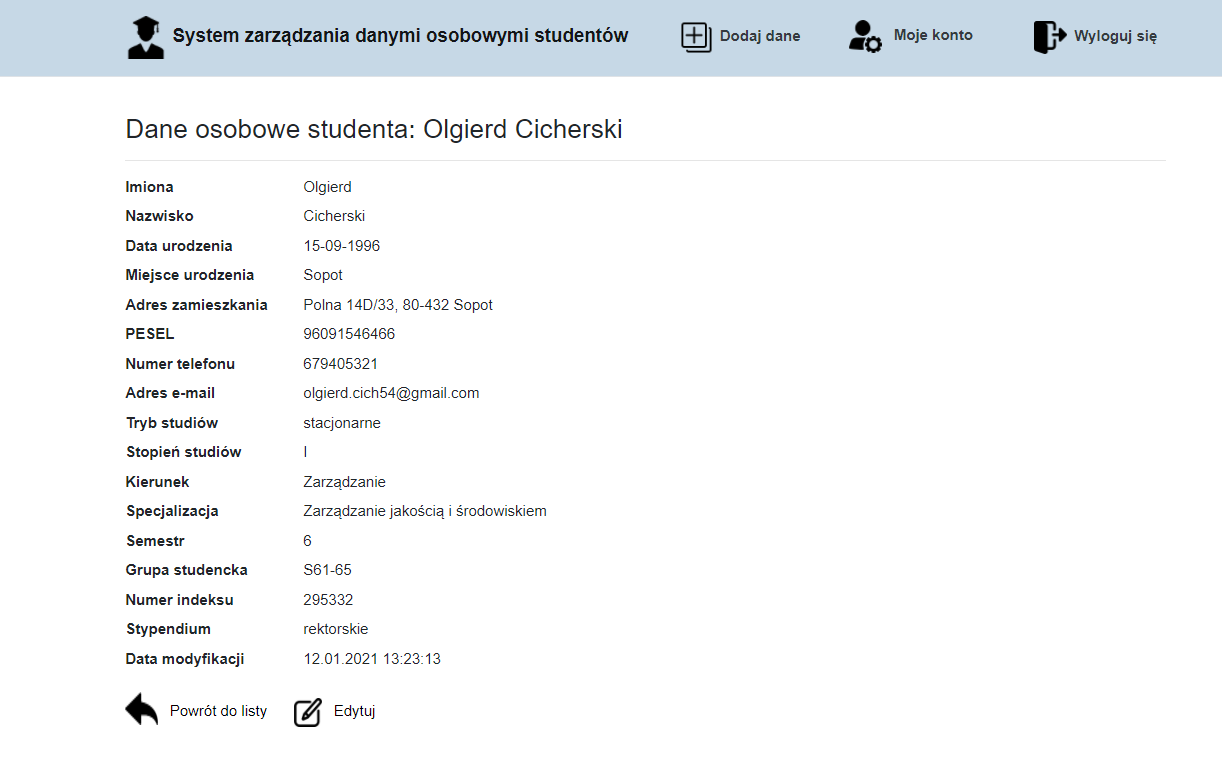 System zarządzania danymi osobowymi studentów Dodaj dane Moje konto Wyloguj się
Dane osobowe studenta: Olgierd Cicherski
Imiona Olgierd
Nazwisko Cicherski
Data urodzenia 15-09-1996
Miejsce urodzenia Sopot
Adres zamieszkania Polna 14D/33, 80-432 Sopot
PESEL 96091546466
Numer telefonu 679405321
Adres e-mail olgierd.cich54@gmail.com
Tryb studiów stacjonarne
Stopień studiów I
Kierunek Zarządzanie
Specjalizacja Zarządzanie jakością i środowiskiem
Semestr 6
Grupa studencka S61-65
Numer indeksu 295332
Stypendium rektorskie
Data modyfikacji 12.01.2021 13:23:13
Powrót do listy Edytuj